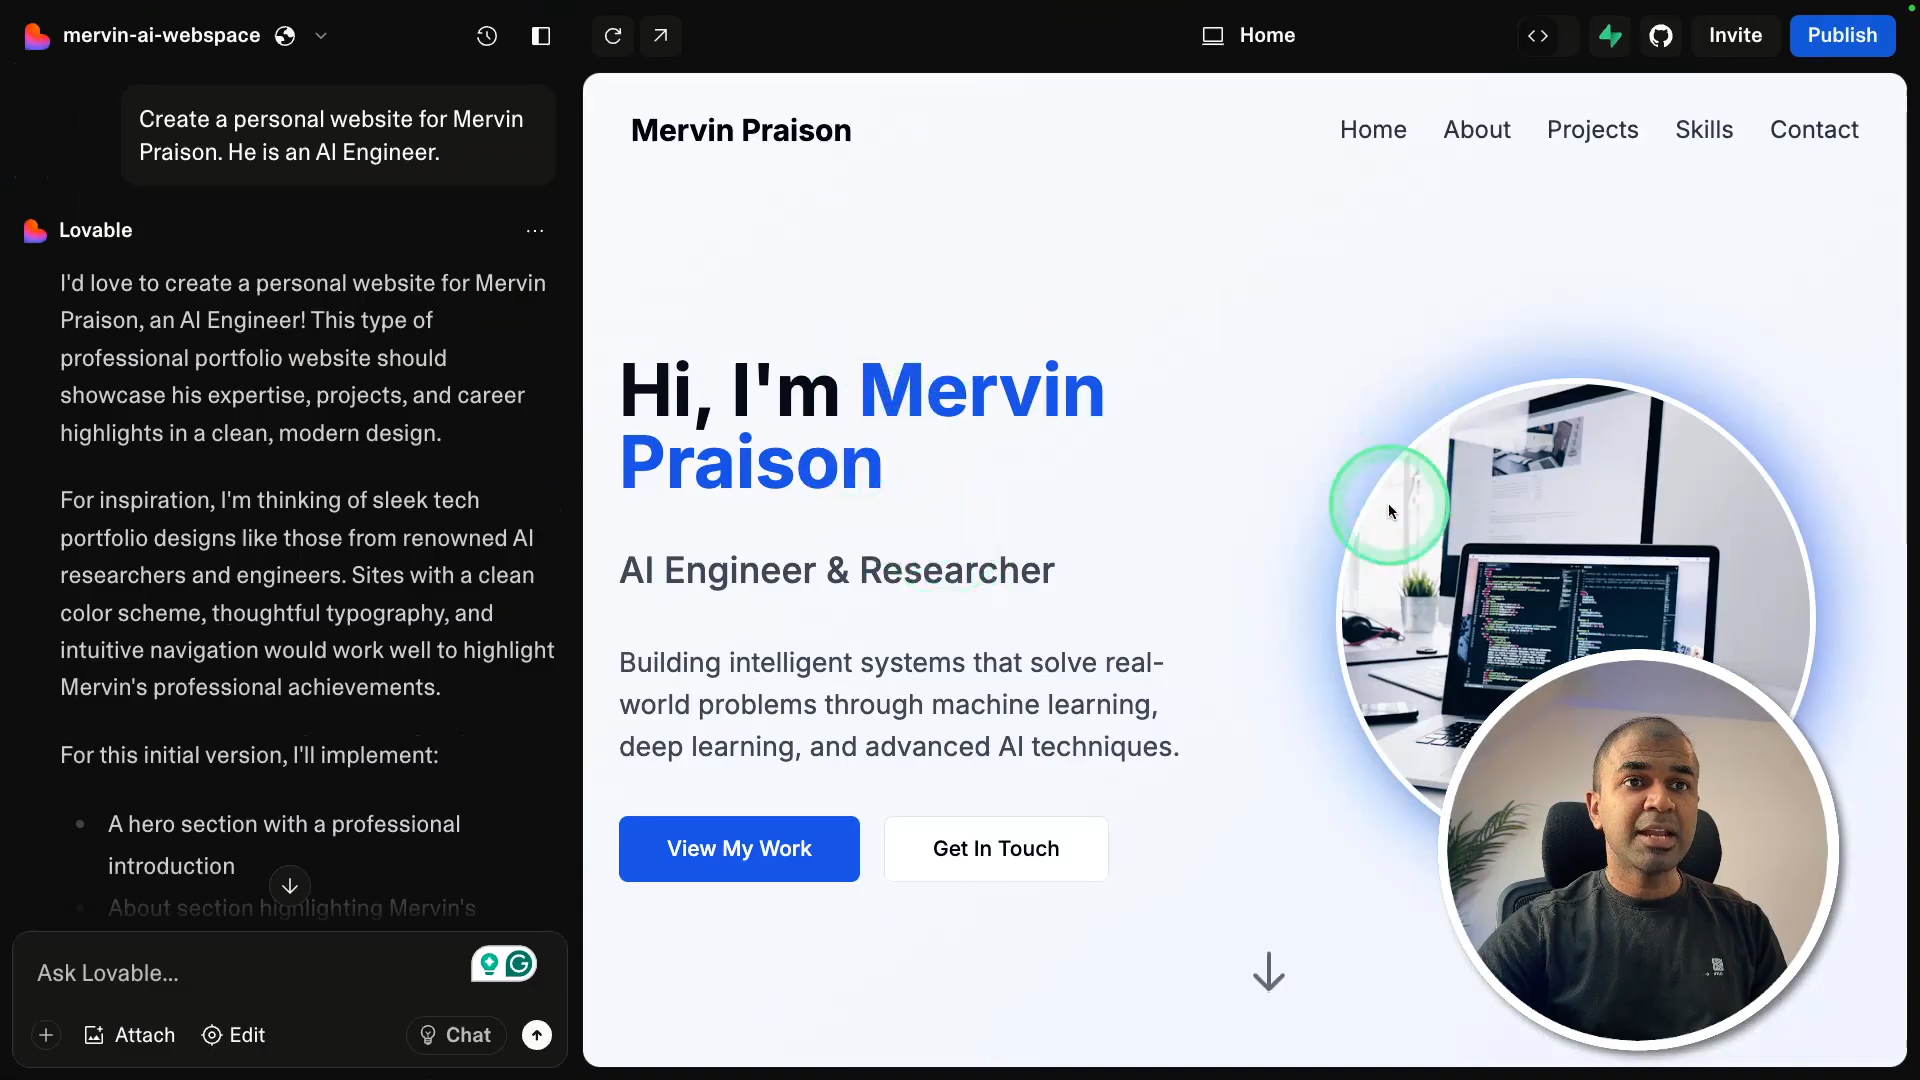 mervin-ai-webspace
Home
Invite
Publish
Create a personal website for Mervin
Praison. He is an AI Engineer.
Lovable
I'd love to create a personal website for Mervin
Praison, an AI Engineer! This type of
professional portfolio website should
showcase his expertise, projects, and career
highlights in a clean, modern design.
For inspiration, I'm thinking of sleek tech
portfolio designs like those from renowned AI
researchers and engineers. Sites with a clean
color scheme, thoughtful typography, and
intuitive navigation would work well to highlight
Mervin's professional achievements.
For this initial version, I'll implement:
A hero section with a professional
introduction
About section highlighting Mervin's
Ask Lovable...
Attach
Edit
Chat
Mervin Praison
Home
About
Projects
Skills
Contact
Hi, I'm Mervin
Praison
AI Engineer & Researcher
Building intelligent systems that solve real-
world problems through machine learning,
deep learning, and advanced AI techniques.
View My Work
Get In Touch